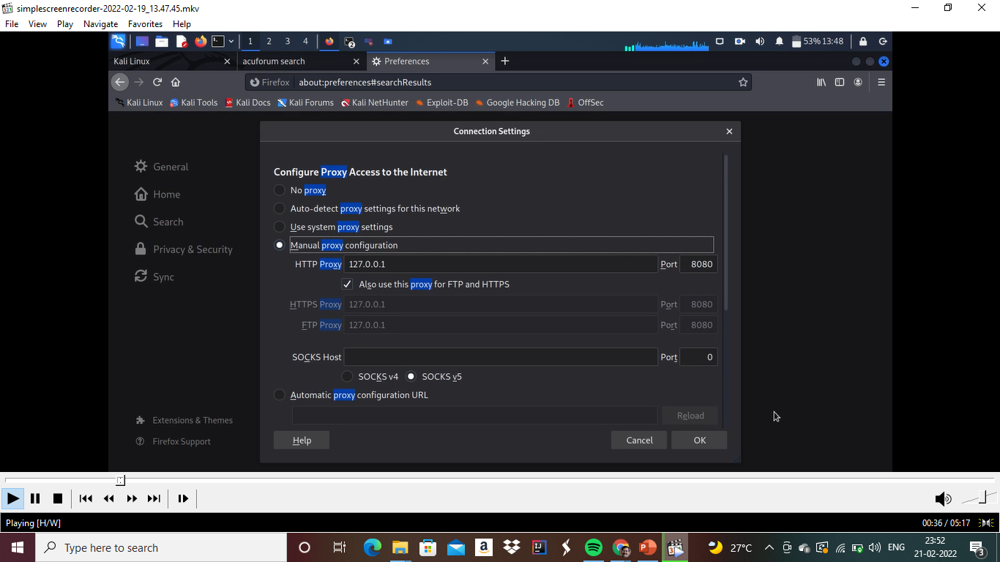 simplescreenrecorder-2022-02-19_13.47.45.mkv
File View Play Navigate Favorites Help
1 2 3 4 2 53% 13:48
Kali Linux acuforum search Preferences
Firefox about:preferences#searchResults
Kali Linux Kali Tools Kali Docs Kali Forums Kali NetHunter Exploit-DB Google Hacking DB OffSec
Connection Settings
General
Home
Search
Privacy & Security
Sync
Extensions & Themes
Firefox Support
Configure Proxy Access to the Internet
No proxy
Auto-detect proxy settings for this network
Use system proxy settings
Manual proxy configuration
HTTP Proxy 127.0.0.1 Port 8080
Also use this proxy for FTP and HTTPS
HTTPS Proxy 127.0.0.1 Port 8080
FTP Proxy 127.0.0.1 Port 8080
SOCKS Host Port 0
SOCKS v4 SOCKS v5
Automatic proxy configuration URL
Reload
Help Cancel OK
Playing [H/W] 00:36 / 05:17
Type here to search 27°C ENG 23:52
21-02-2022 3